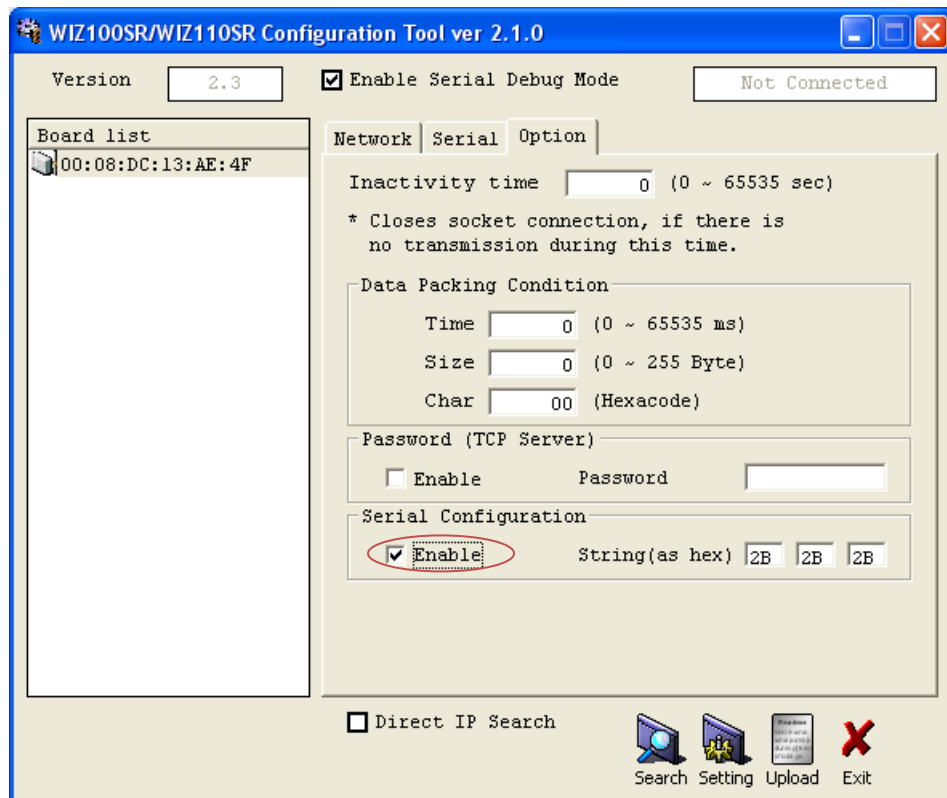 WIZ100SR/WIZ110SR Configuration Tool ver 2.1.0
Version 2.3 Enable Serial Debug Mode Not Connected
Board list
00:08:DC:13:AE:4F
Network Serial Option
Inactivity time 0 (0 ~ 65535 sec)
* Closes socket connection, if there is
no transmission during this time.
Data Packing Condition
Time 0 (0 ~ 65535 ms)
Size 0 (0 ~ 255 Byte)
Char 00 (Hexacode)
Password (TCP Server)
Enable Password
Serial Configuration
Enable String(as hex) 2B 2B 2B
Direct IP Search
Readme
Search Setting Upload Exit